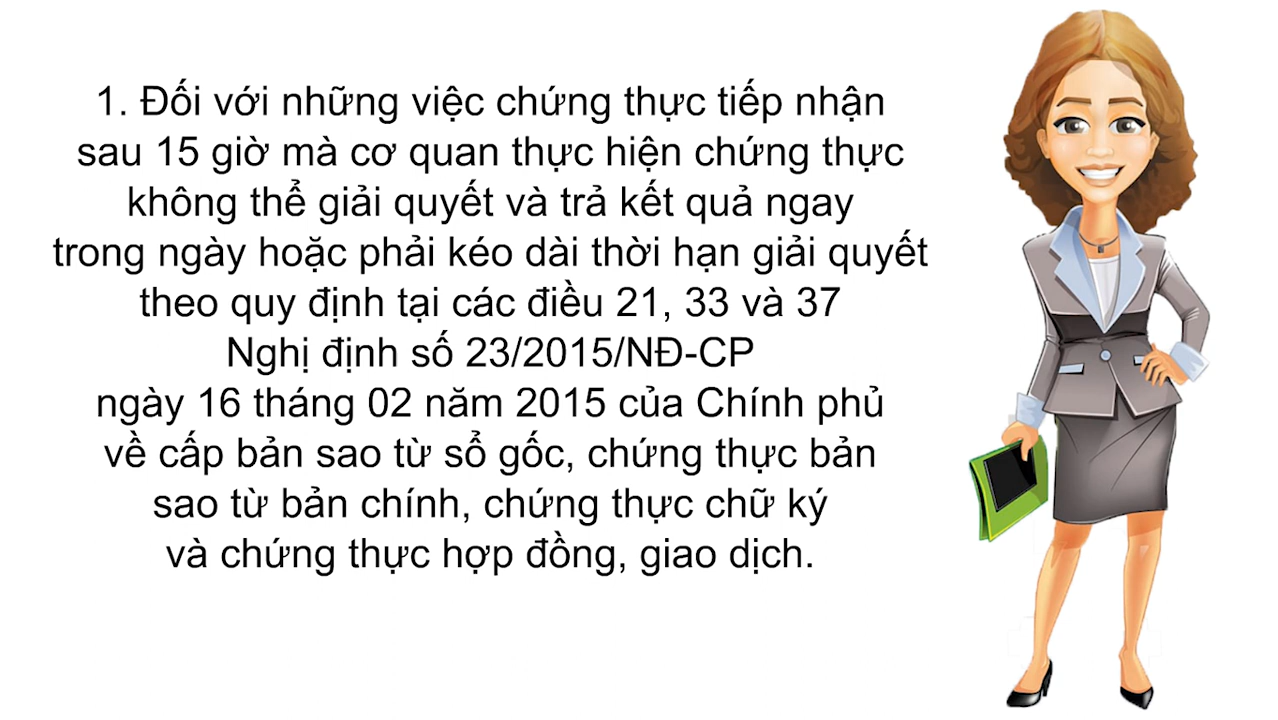 1. Đối với những việc chứng thực tiếp nhận
sau 15 giờ mà cơ quan thực hiện chứng thực
không thể giải quyết và trả kết quả ngay
trong ngày hoặc phải kéo dài thời hạn giải quyết
theo quy định tại các điều 21, 33 và 37
Nghị định số 23/2015/NĐ-CP
ngày 16 tháng 02 năm 2015 của Chính phủ
về cấp bản sao từ sổ gốc, chứng thực bản
sao từ bản chính, chứng thực chữ ký
và chứng thực hợp đồng, giao dịch.